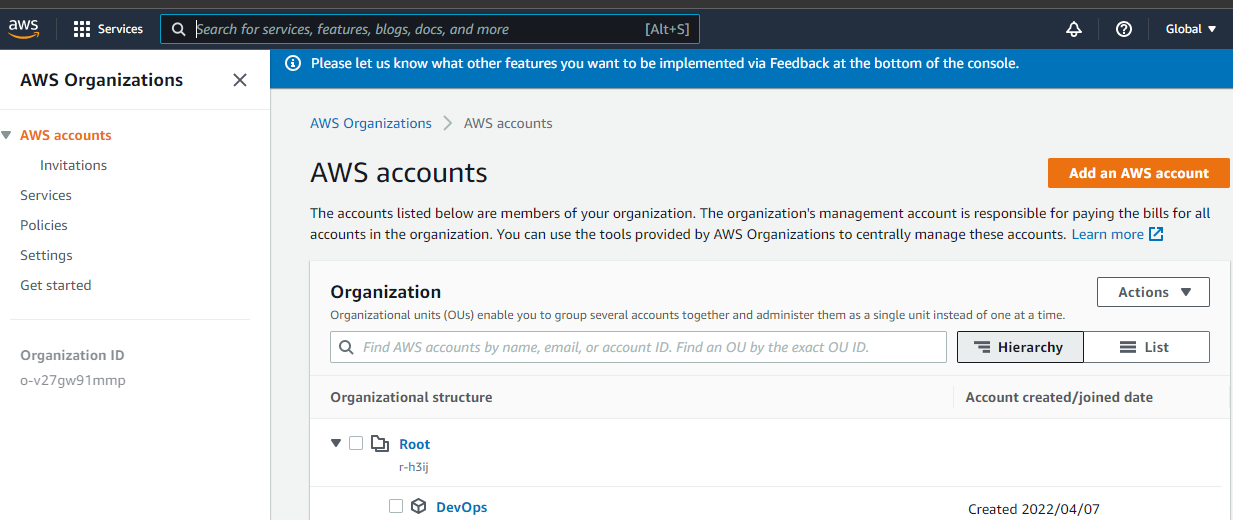 aws
Services
Search for services, features, blogs, docs, and more
[Alt+S]
Global
AWS Organizations
AWS accounts
Invitations
Services
Policies
Settings
Get started
Organization ID
o-v27gw91mmp
Please let us know what other features you want to be implemented via Feedback at the bottom of the console.
AWS Organizations
AWS accounts
AWS accounts
Add an AWS account
The accounts listed below are members of your organization. The organization's management account is responsible for paying the bills for all
accounts in the organization. You can use the tools provided by AWS Organizations to centrally manage these accounts. Learn more
Organization
Actions
Organizational units (OUs) enable you to group several accounts together and administer them as a single unit instead of one at a time.
Find AWS accounts by name, email, or account ID. Find an OU by the exact OU ID.
Hierarchy
List
Organizational structure
Account created/joined date
Root
r-h3ij
DevOps
Created 2022/04/07